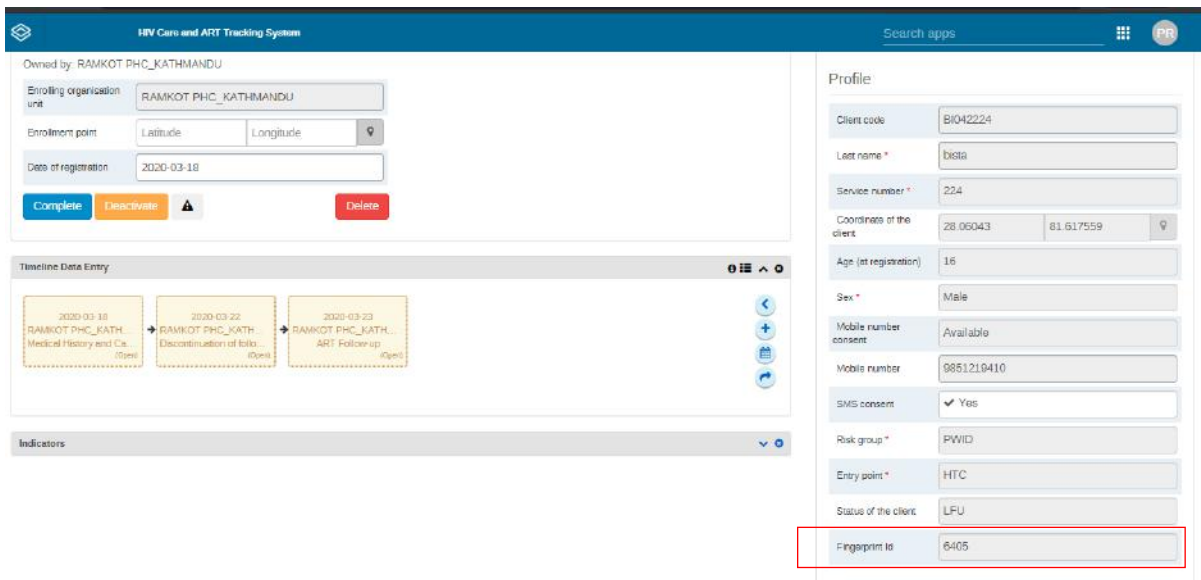 HIV Care and ART Tracking System
Search apps
PR
Owned by: RAMKOT PHC_KATHMANDU
Enrolling organisation
unit
RAMKOT PHC_KATHMANDU
Enrollment point
Latitude
Longitude
Date of registration
2020-03-18
Complete
Deactivate
Delete
Timeline Data Entry
2020-03-18
RAMKOT PHC_KATH...
Medical History and Ca...
(Open)
2020-03-22
RAMKOT PHC_KATH...
Discontinuation of follo...
(Open)
2020-03-23
RAMKOT PHC_KATH...
ART Follow up
(Open)
Indicators
Profile
Client code
BI042224
Last name *
bista
Service number *
224
Coordinate of the
client
28.06043
81.617559
Age (at registration)
16
Sex *
Male
Mobile number
consent
Available
Mobile number
9851219410
SMS consent
Yes
Risk group *
PWID
Entry point *
HTC
Status of the client
LFU
Fingerprint Id
6405